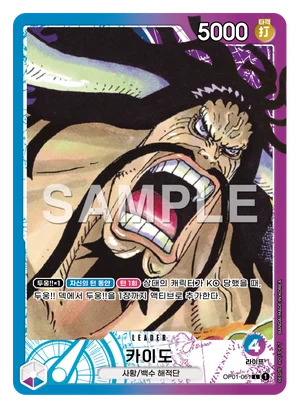 5000
타격
打
SAMPLE
두웅!!×1 자신의 턴 동안 턴 1회 상대의 캐릭터가 KO 당했을 때,
두웅!! 덱에서 두웅!!을 1장까지 액티브로 추가한다.
LEADER
카이도
사황/백수 해적단
4
라이프
OP01-061 L 1